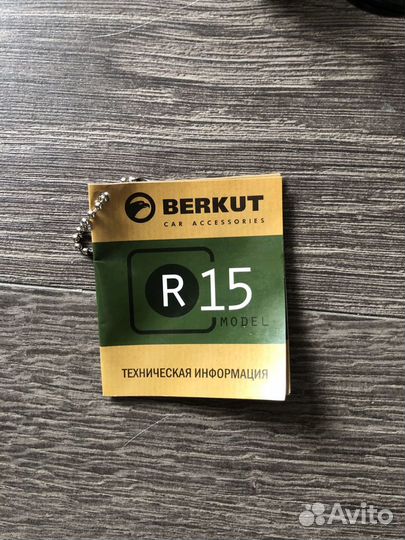 BERKUT
CAR ACCESSORIES
R 15
MODEL
ТЕХНИЧЕСКАЯ ИНФОРМАЦИЯ
Avito